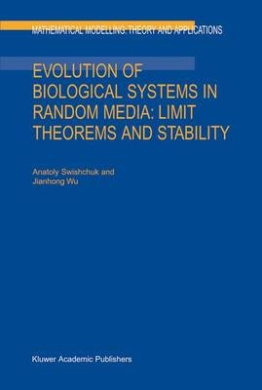 MATHEMATICAL MODELLING: THEORY AND APPLICATIONS
EVOLUTION OF
BIOLOGICAL SYSTEMS IN
RANDOM MEDIA: LIMIT
THEOREMS AND STABILITY
Anatoly Swishchuk and
Jianhong Wu
Kluwer Academic Publishers